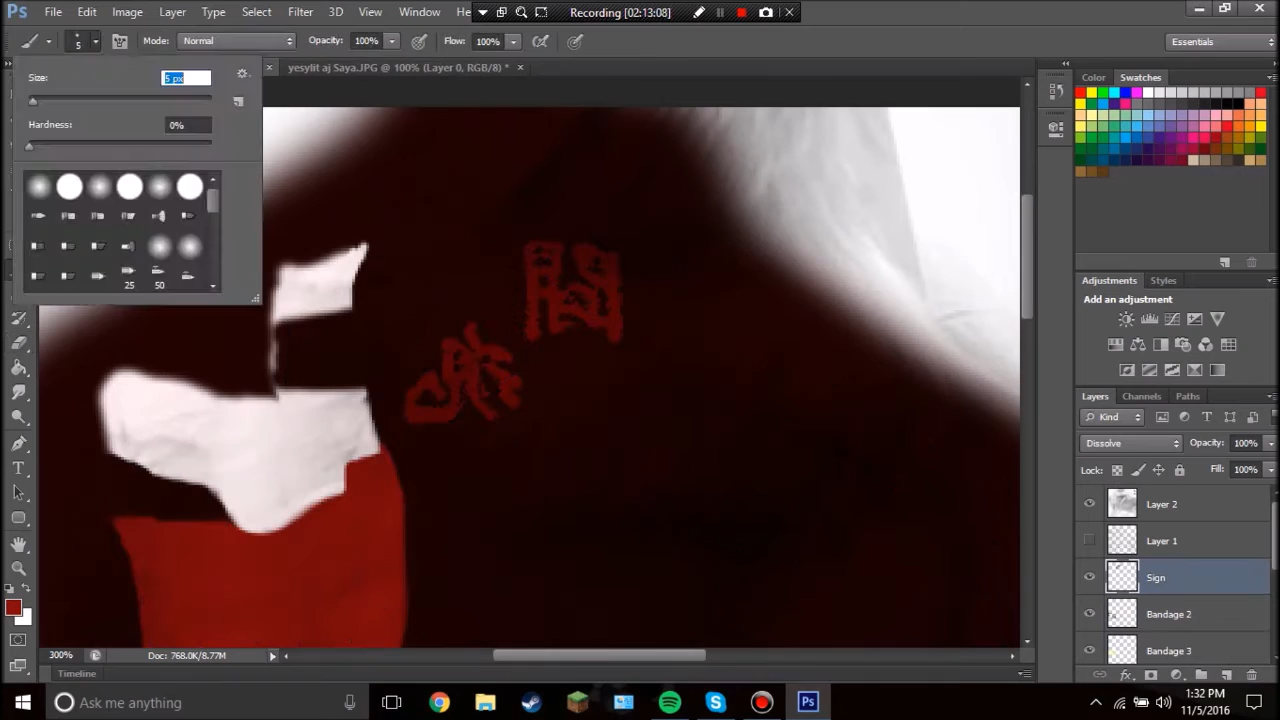 Ps File Edit Image Layer Type Select Filter 3D View Window He
Recording [02:13:08]
5 Mode: Normal Opacity: 100% Flow: 100% Essentials
Size: 5 px
yesylit aj Saya.JPG @ 100% (Layer 0, RGB/8) *
Color Swatches
Hardness: 0%
25 50
Adjustments Styles
Add an adjustment
Layers Channels Paths
Kind
Dissolve Opacity: 100%
Lock: Fill: 100%
Layer 2
Layer 1
Sign
Bandage 2
Bandage 3
300% Doc: 768.0K/8.77M
Timeline
Ask me anything
1:32 PM
11/5/2016